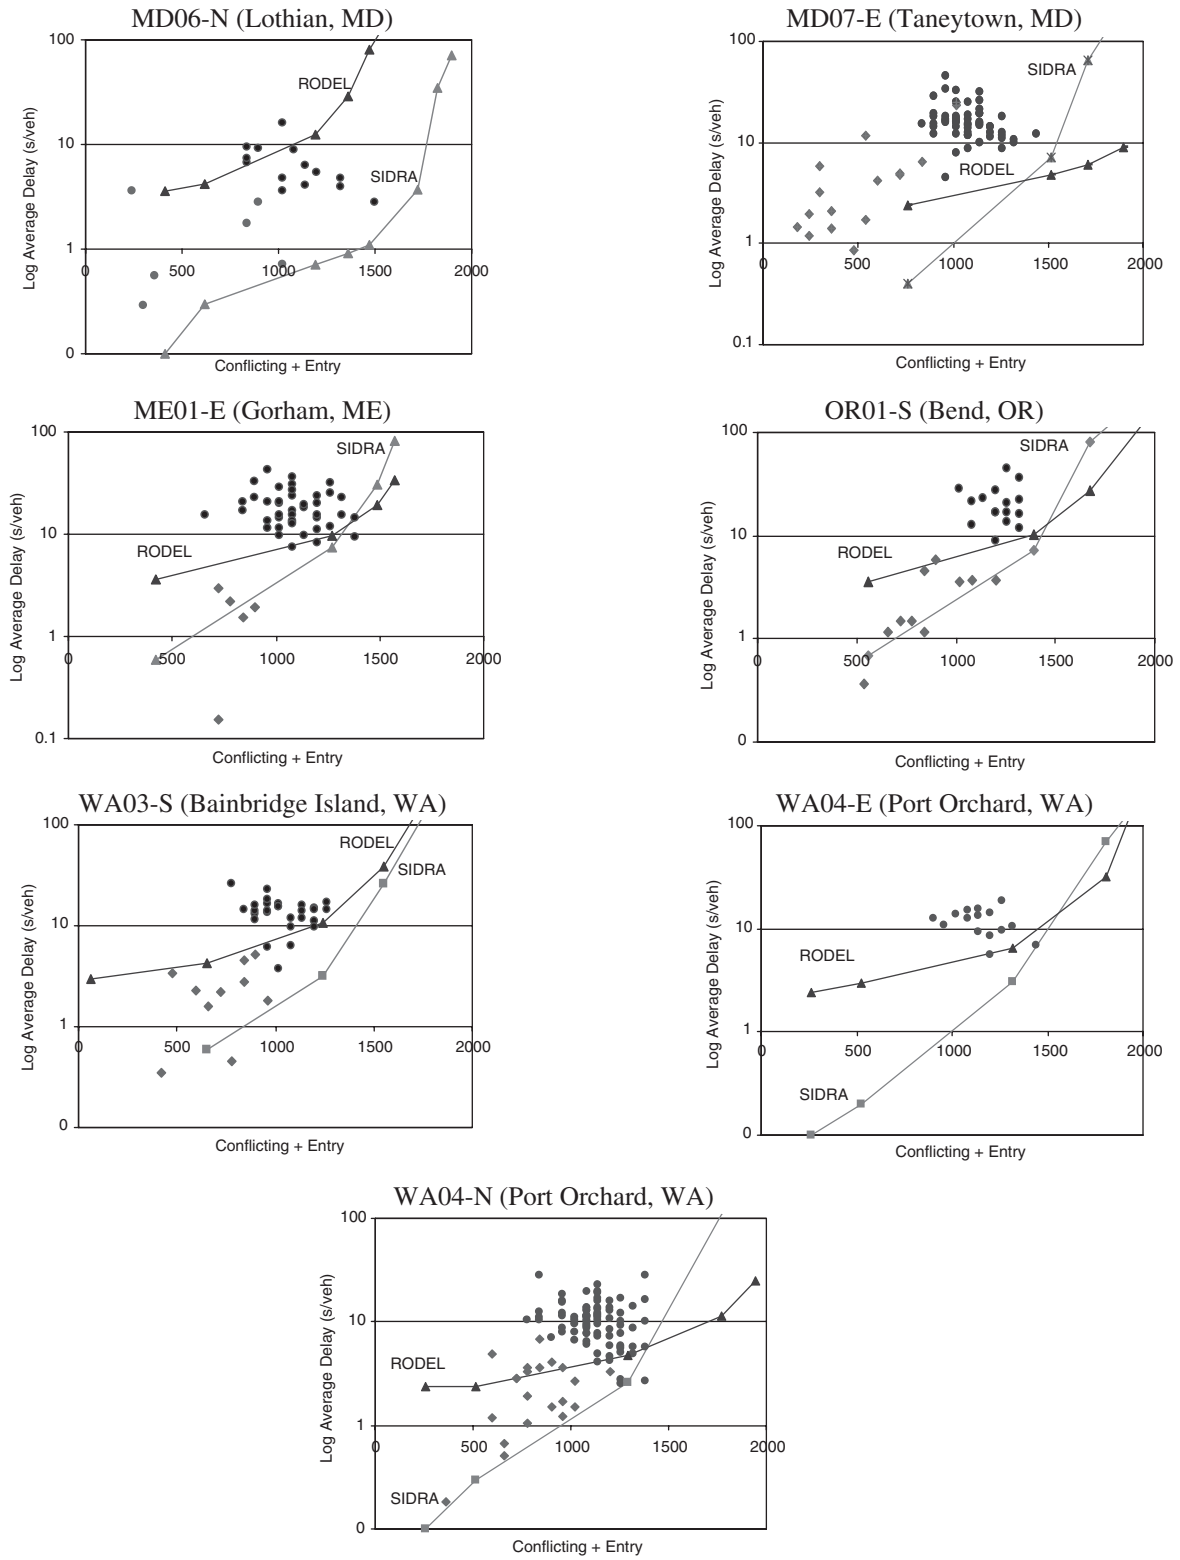 MD06-N (Lothian, MD)
100
10
1
0
0 500 1000 1500 2000
Log Average Delay (s/veh)
RODEL
SIDRA
Conflicting + Entry
MD07-E (Taneytown, MD)
100
10
1
0.1
0 500 1000 1500 2000
Log Average Delay (s/veh)
SIDRA
RODEL
Conflicting + Entry
ME01-E (Gorham, ME)
100
10
1
0.1
0 500 1000 1500 2000
Log Average Delay (s/veh)
SIDRA
RODEL
Conflicting + Entry
OR01-S (Bend, OR)
100
10
1
0
0 500 1000 1500 2000
Log Average Delay (s/veh)
SIDRA
RODEL
Conflicting + Entry
WA03-S (Bainbridge Island, WA)
100
10
1
0
0 500 1000 1500 2000
Log Average Delay (s/veh)
RODEL
SIDRA
Conflicting + Entry
WA04-E (Port Orchard, WA)
100
10
1
0
0 500 1000 1500 2000
Log Average Delay (s/veh)
RODEL
SIDRA
Conflicting + Entry
WA04-N (Port Orchard, WA)
100
10
1
0
0 500 1000 1500 2000
Log Average Delay (s/veh)
RODEL
SIDRA
Conflicting + Entry